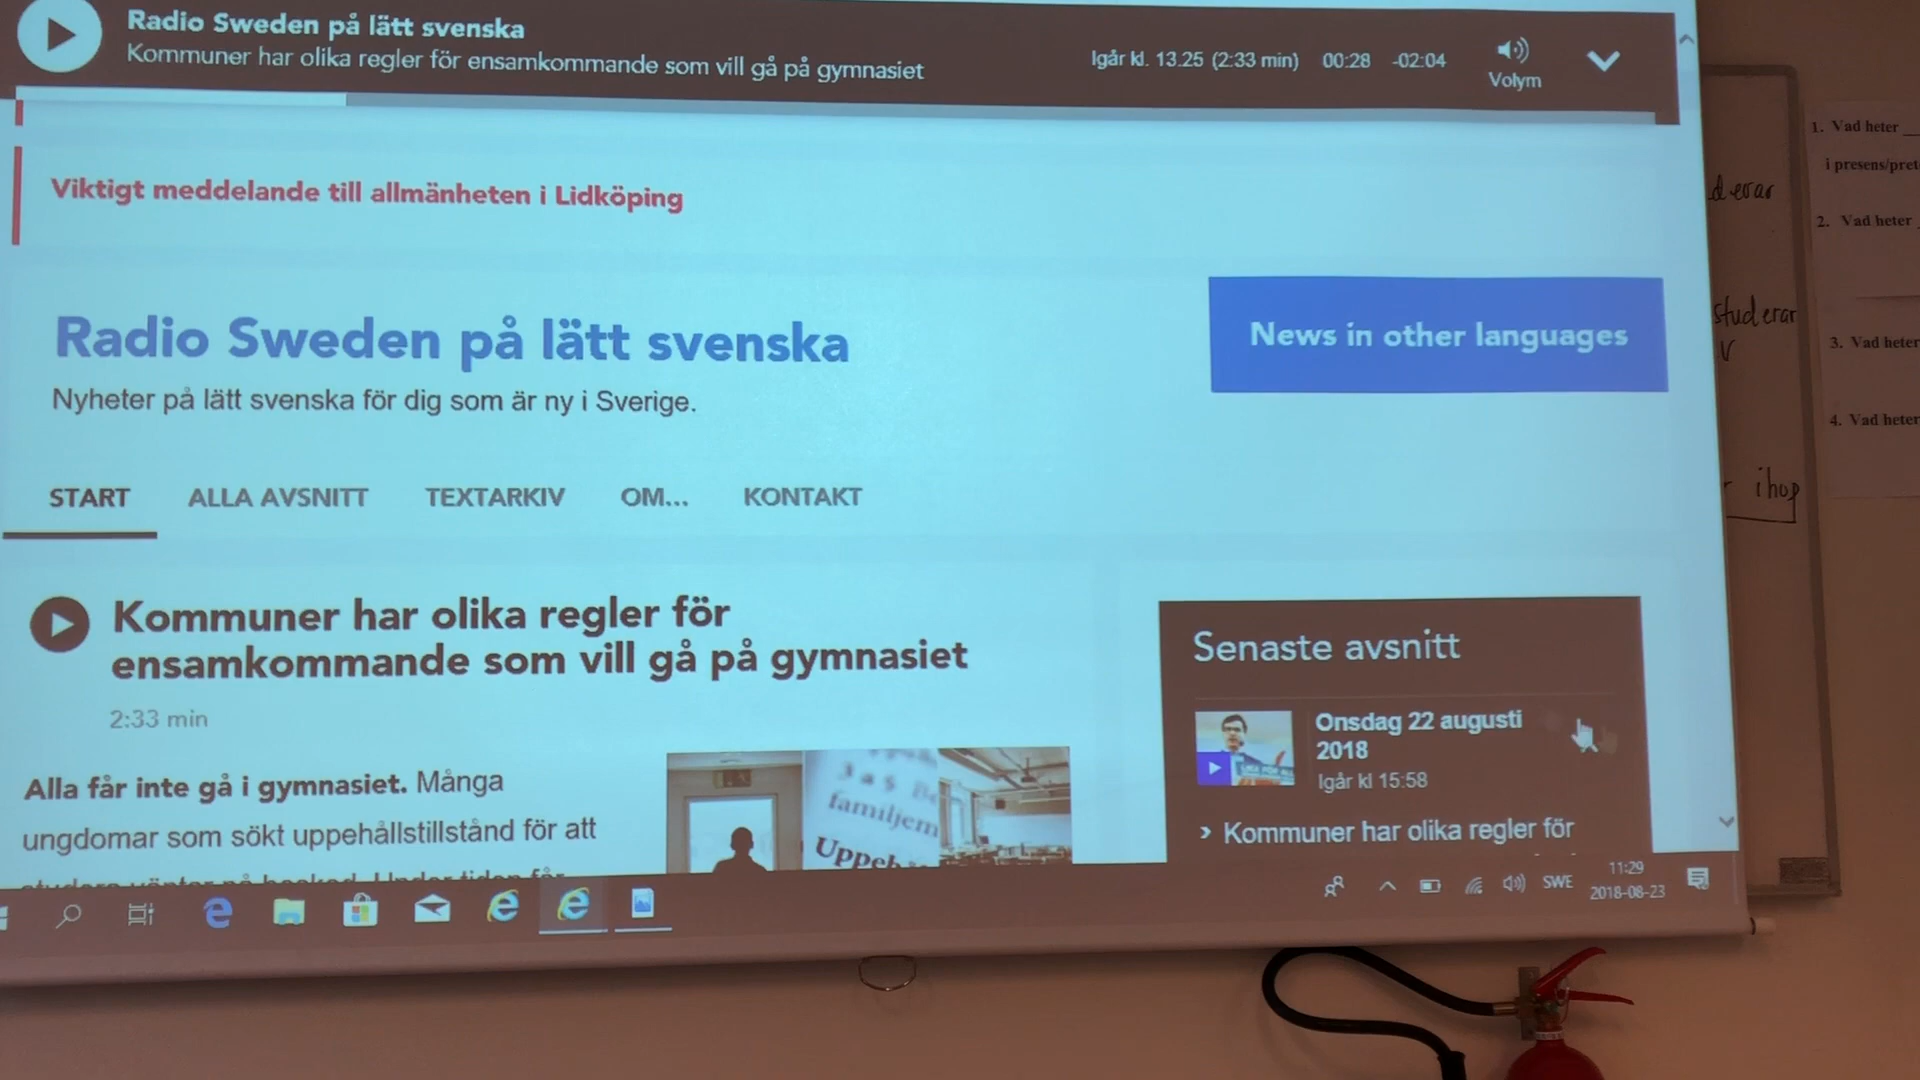 Radio Sweden på lätt svenska
Kommuner har olika regler för ensamkommande som vill gå på gymnasiet
Igår kl. 13.25 (2:33 min) 00:28 -02:04
Volym
Viktigt meddelande till allmänheten i Lidköping
Radio Sweden på lätt svenska
Nyheter på lätt svenska för dig som är ny i Sverige.
News in other languages
START ALLA AVSNITT TEXTARKIV OM... KONTAKT
Kommuner har olika regler för
ensamkommande som vill gå på gymnasiet
2:33 min
Alla får inte gå i gymnasiet. Många
ungdomar som sökt uppehållstillstånd för att
familjem
Uppeh
Senaste avsnitt
Onsdag 22 augusti
2018
Igår kl 15:58
› Kommuner har olika regler för
SWE
11:29
2018-08-23
1. Vad heter
i presens/pret
2. Vad heter
3. Vad heter
4. Vad heter
studerar
V
ihop